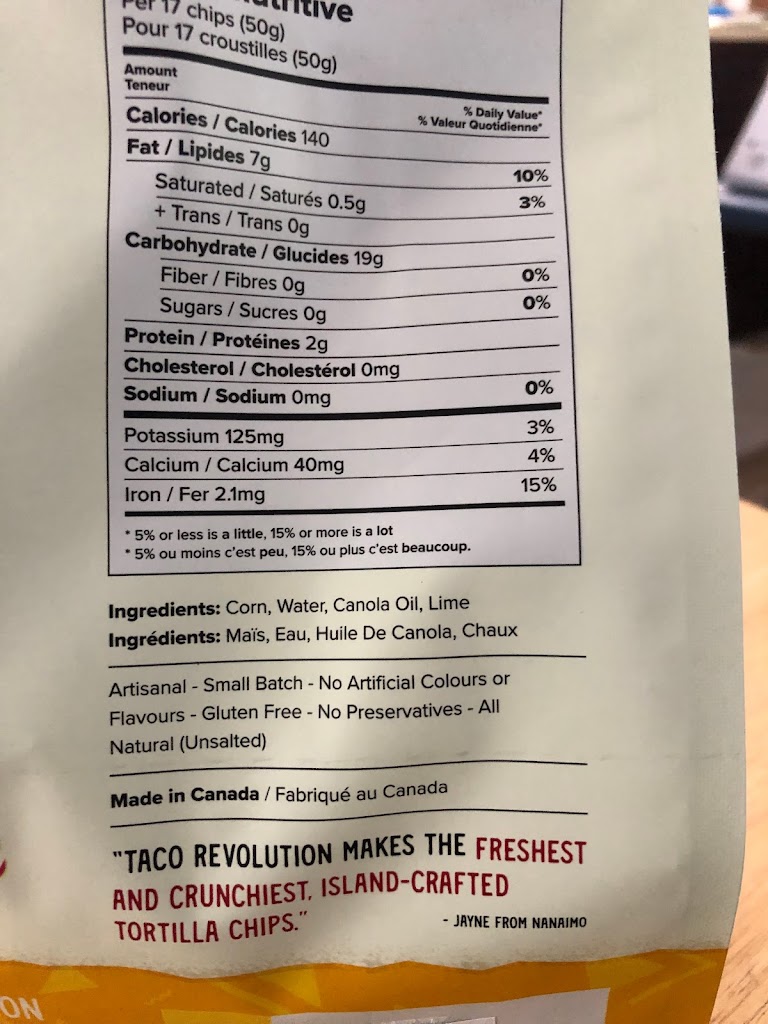 Per 17 chips (50g)
Pour 17 croustilles (50g)
Amount
Teneur
% Daily Value*
% Valeur Quotidienne*
Calories / Calories 140
Fat / Lipides 7g 10%
Saturated / Saturés 0.5g 3%
+ Trans / Trans 0g
Carbohydrate / Glucides 19g
Fiber / Fibres 0g 0%
Sugars / Sucres 0g 0%
Protein / Protéines 2g
Cholesterol / Cholestérol 0mg
Sodium / Sodium 0mg 0%
Potassium 125mg 3%
Calcium / Calcium 40mg 4%
Iron / Fer 2.1mg 15%
* 5% or less is a little, 15% or more is a lot
* 5% ou moins c'est peu, 15% ou plus c'est beaucoup.
Ingredients: Corn, Water, Canola Oil, Lime
Ingrédients: Maïs, Eau, Huile De Canola, Chaux
Artisanal - Small Batch - No Artificial Colours or
Flavours - Gluten Free - No Preservatives - All
Natural (Unsalted)
Made in Canada / Fabriqué au Canada
"TACO REVOLUTION MAKES THE FRESHEST
AND CRUNCHIEST, ISLAND-CRAFTED
TORTILLA CHIPS."
- JAYNE FROM NANAIMO